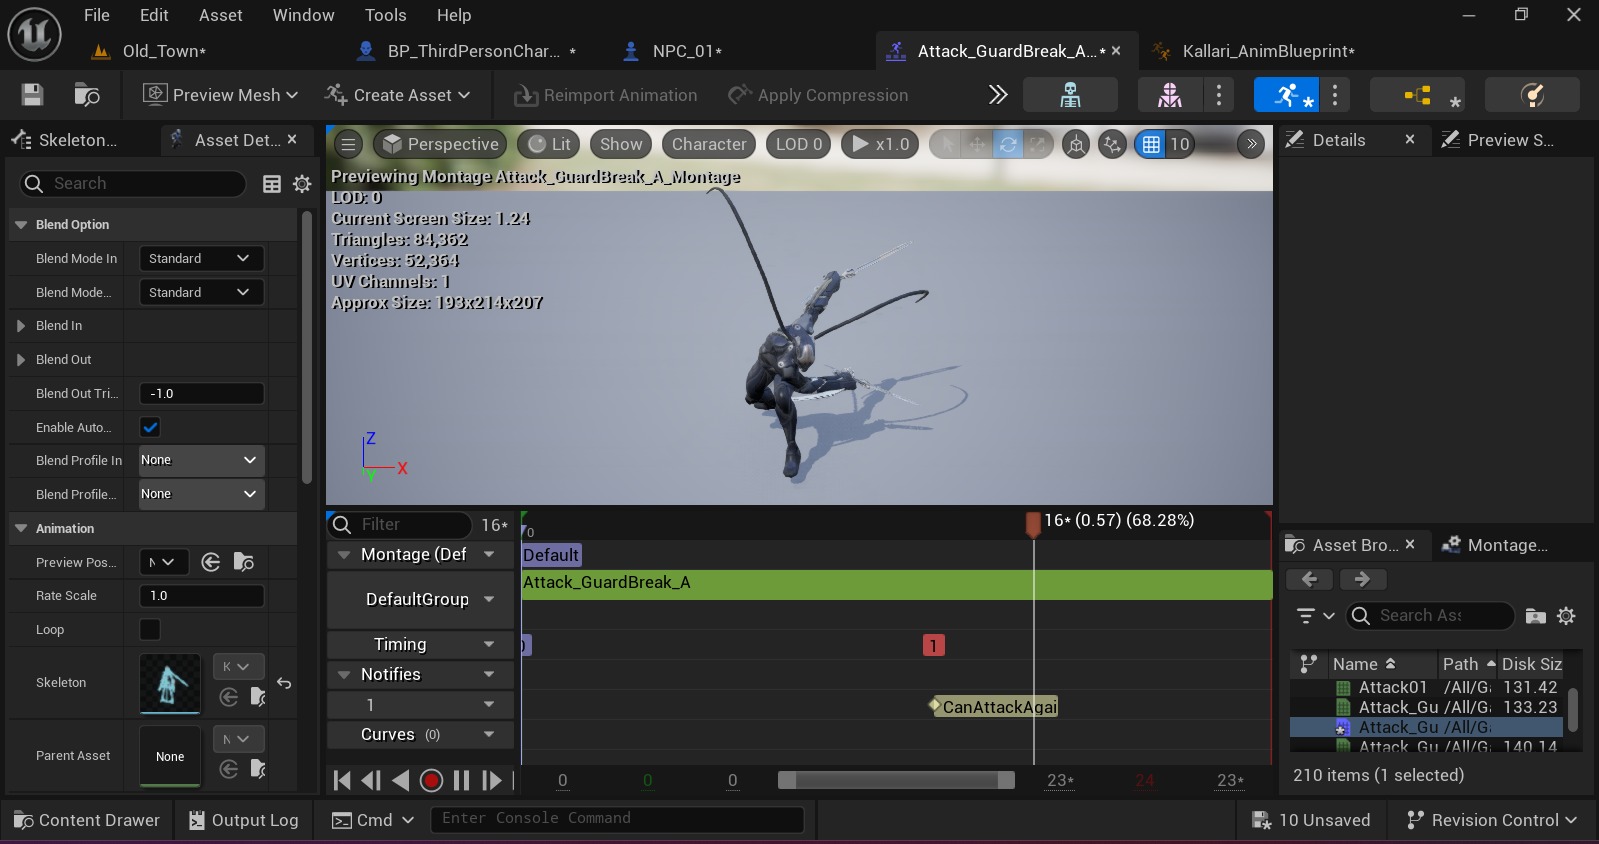 File Edit Asset Window Tools Help
Old_Town* BP_ThirdPersonChar... * NPC_01* Attack_GuardBreak_A...* Kallari_AnimBlueprint*
Preview Mesh Create Asset Reimport Animation Apply Compression
Skeleton... Asset Det...
Search
Blend Option
Blend Mode In Standard
Blend Mode... Standard
Blend In
Blend Out
Blend Out Tri... -1.0
Enable Auto...
Blend Profile In None
Blend Profile... None
Animation
Preview Pos... N
Rate Scale 1.0
Loop
Skeleton K
Parent Asset None N
Perspective Lit Show Character LOD 0 x1.0 10
Previewing Montage Attack_GuardBreak_A_Montage
LOD: 0
Current Screen Size: 1.24
Triangles: 84,362
Vertices: 52,364
UV Channels: 1
Approx Size: 193x214x207
Z
X
Y
Filter 16* 0 16* (0.57) (68.28%)
Montage (Def Default
Attack_GuardBreak_A
DefaultGroup
Timing 1
Notifies
1 CanAttackAgai
Curves (0)
0 0 0 23* 24 23*
Details Preview S...
Asset Bro... Montage...
Search Ass
Name Path Disk Siz
Attack01 /All/Ga 131.42
Attack_Gu /All/Ga 133.23
Attack_Gu /All/Ga
Attack_Gu /All/Ga 140.14
210 items (1 selected)
Content Drawer Output Log Cmd Enter Console Command 10 Unsaved Revision Control